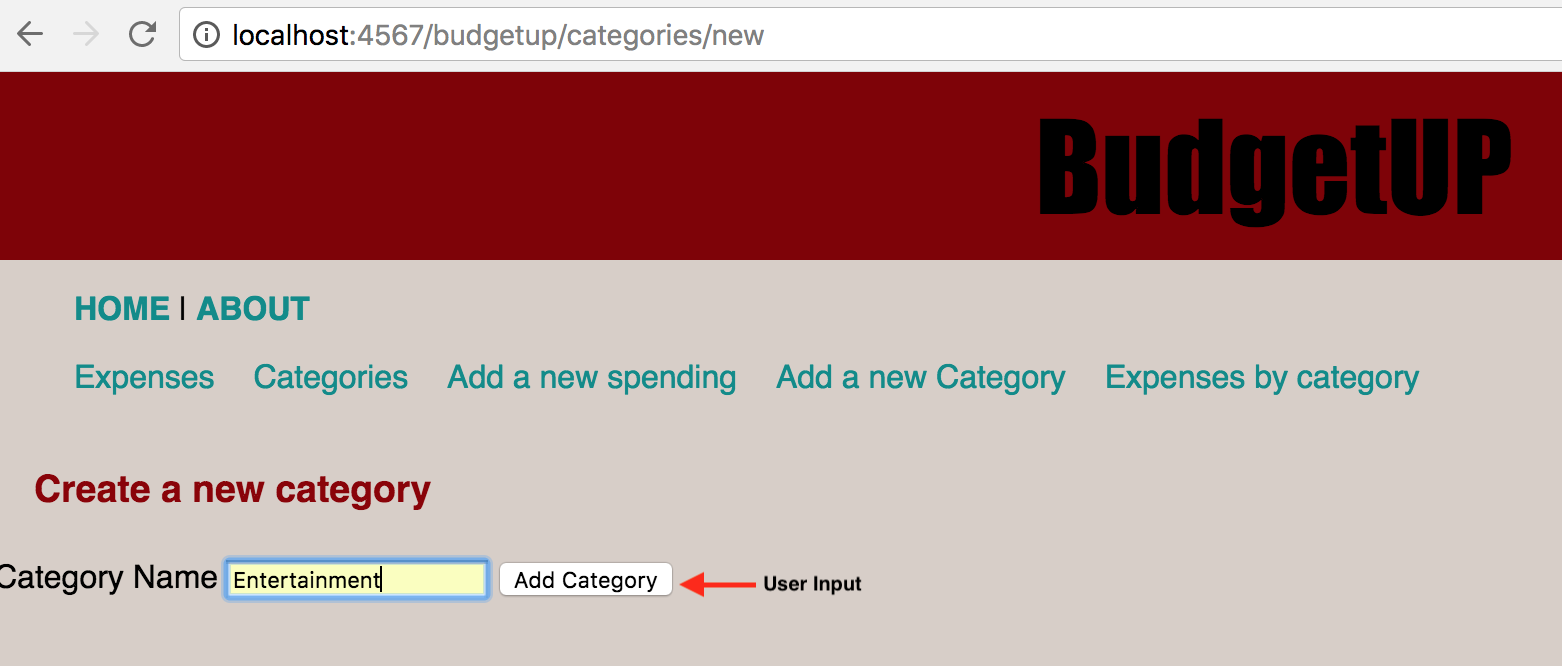 localhost:4567/budgetup/categories/new
BudgetUP
HOME | ABOUT
Expenses Categories Add a new spending Add a new Category Expenses by category
Create a new category
Category Name Entertainment Add Category User Input